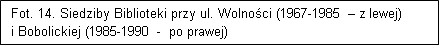 Fot. 14. Siedziby Biblioteki przy ul. Wolności (1967-1985 – z lewej)
i Bobolickiej (1985-1990 - po prawej)